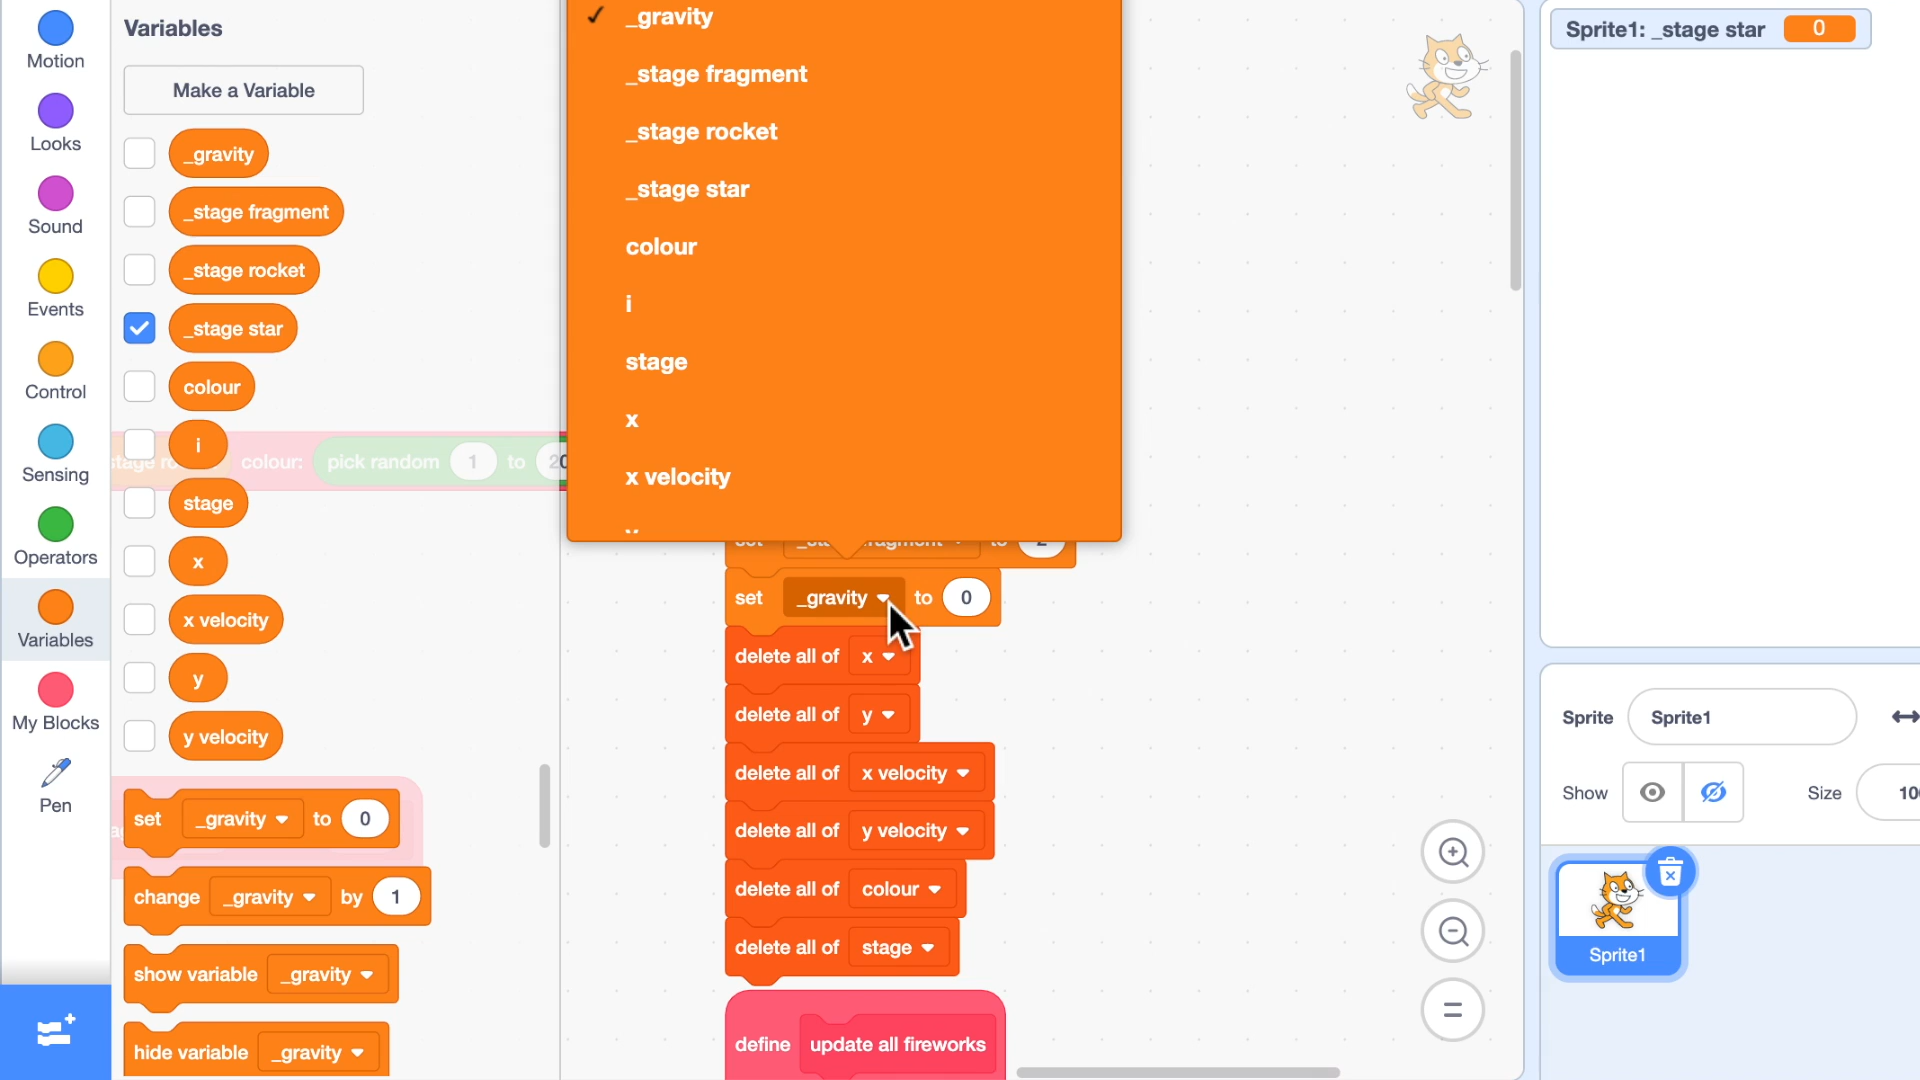 Motion
Looks
Sound
Events
Control
Sensing
Operators
Variables
My Blocks
Pen
Variables
Make a Variable
_gravity
_stage fragment
_stage rocket
_stage star
colour
i
stage
x
x velocity
y
y velocity
colour: pick random 1 to
set _gravity to 0
change _gravity by 1
show variable _gravity
hide variable _gravity
✓ _gravity
_stage fragment
_stage rocket
_stage star
colour
i
stage
x
x velocity
set _gravity to 0
delete all of x
delete all of y
delete all of x velocity
delete all of y velocity
delete all of colour
delete all of stage
define update all fireworks
Sprite1: _stage star 0
Sprite Sprite1
Show
Size
Sprite1